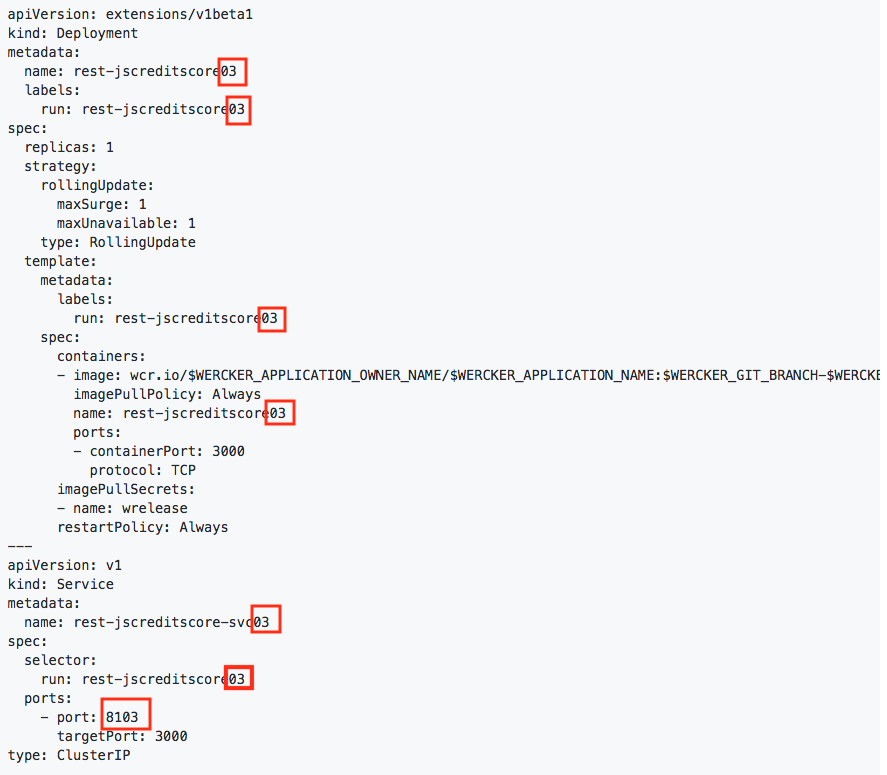 apiVersion: extensions/v1beta1
kind: Deployment
metadata:
  name: rest-jscreditscore03
  labels:
    run: rest-jscreditscore03
spec:
  replicas: 1
  strategy:
    rollingUpdate:
      maxSurge: 1
      maxUnavailable: 1
    type: RollingUpdate
  template:
    metadata:
      labels:
        run: rest-jscreditscore03
    spec:
      containers:
      - image: wcr.io/$WERCKER_APPLICATION_OWNER_NAME/$WERCKER_APPLICATION_NAME:$WERCKER_GIT_BRANCH-$WERCKE
        imagePullPolicy: Always
        name: rest-jscreditscore03
        ports:
        - containerPort: 3000
          protocol: TCP
      imagePullSecrets:
      - name: wrelease
      restartPolicy: Always
---
apiVersion: v1
kind: Service
metadata:
  name: rest-jscreditscore-svc03
spec:
  selector:
    run: rest-jscreditscore03
  ports:
    - port: 8103
      targetPort: 3000
type: ClusterIP